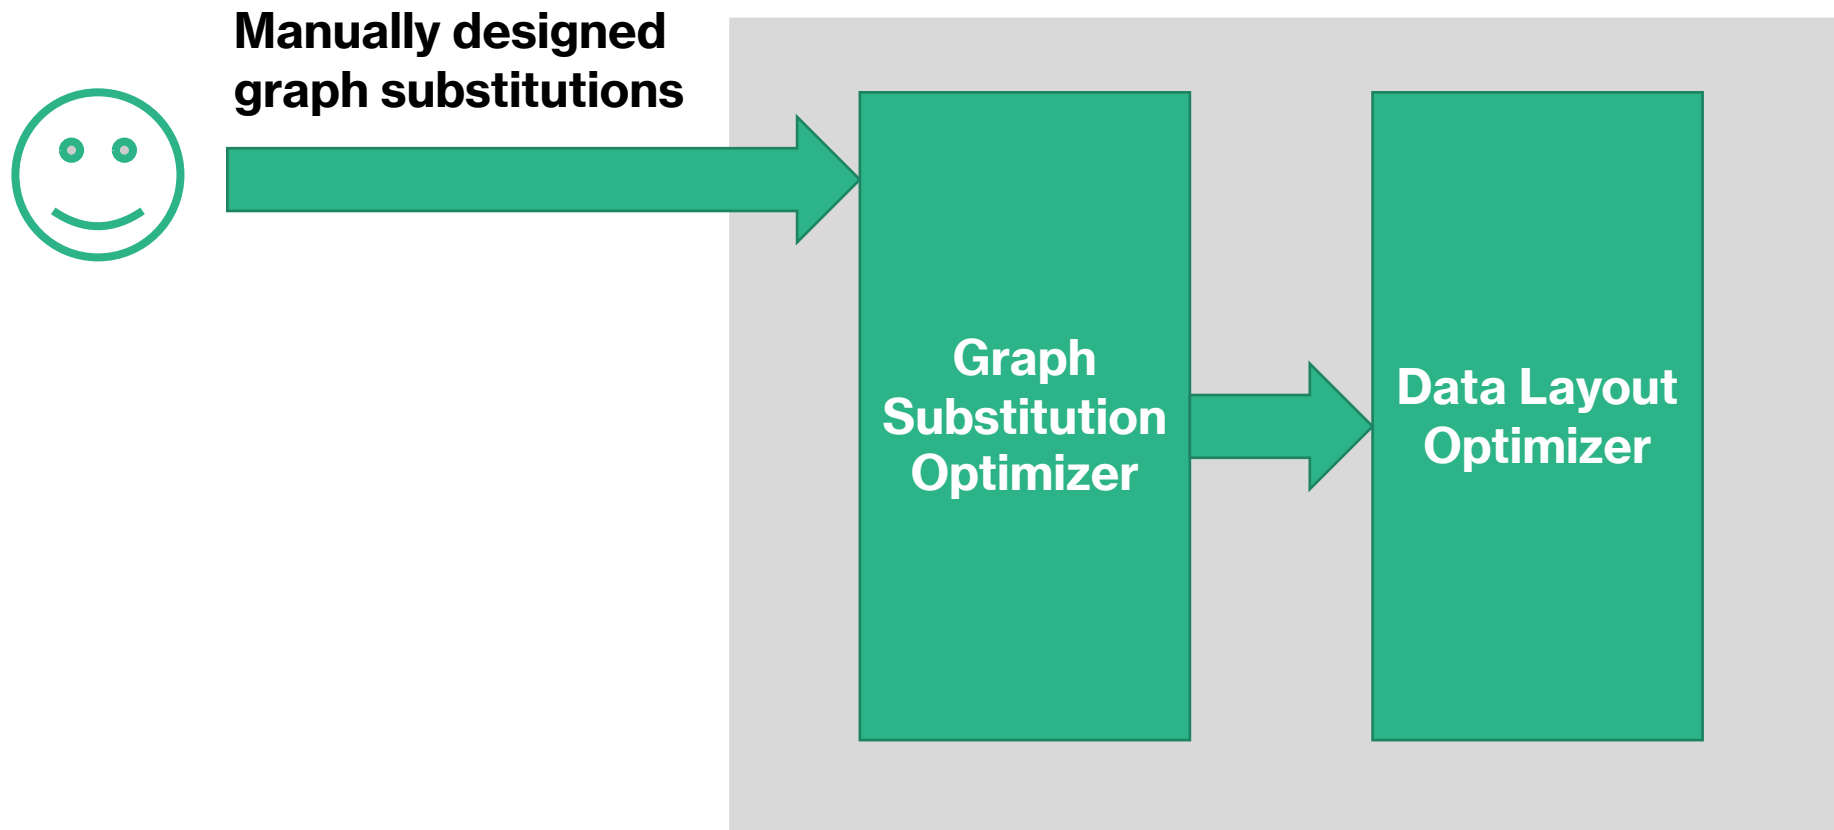 Manually designed
graph substitutions
Graph
Substitution
Optimizer
Data Layout
Optimizer